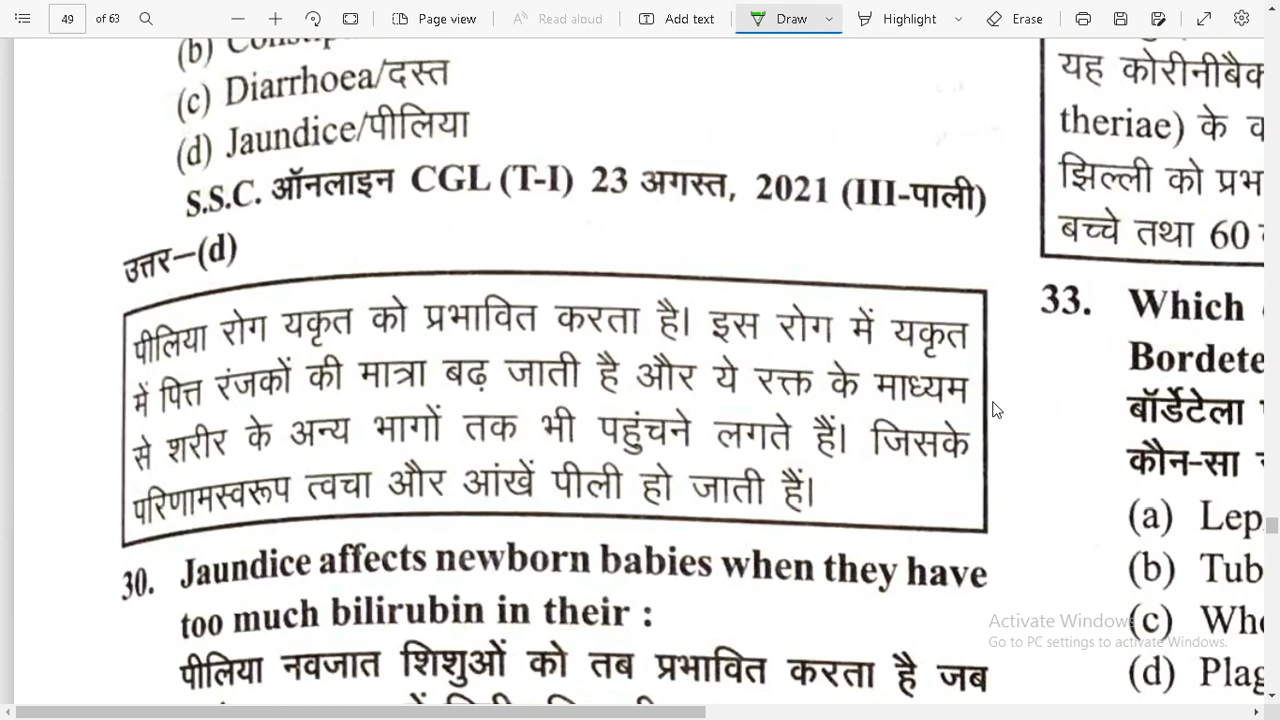 49 of 63
Page view
Read aloud
Add text
Draw
Highlight
Erase
(b)
(c) Diarrhoea/दस्त
(d) Jaundice/पीलिया
S.S.C. ऑनलाइन CGL (T-I) 23 अगस्त, 2021 (III-पाली)
उत्तर–(d)
पीलिया रोग यकृत को प्रभावित करता है। इस रोग में यकृत
में पित्त रंजकों की मात्रा बढ़ जाती है और ये रक्त के माध्यम
से शरीर के अन्य भागों तक भी पहुंचने लगते हैं। जिसके
परिणामस्वरूप त्वचा और आंखें पीली हो जाती हैं।
30. Jaundice affects newborn babies when they have
too much bilirubin in their :
पीलिया नवजात शिशुओं को तब प्रभावित करता है जब
यह कोरीनीबैक
theriae) के
झिल्ली को प्रभ
बच्चे तथा 60
33. Which
Bordete
बॉर्डेटेला
कौन-सा
(a) Lep
(b) Tub
(c) Who
(d) Plag
Activate Windows
Go to PC settings to activate Windows.